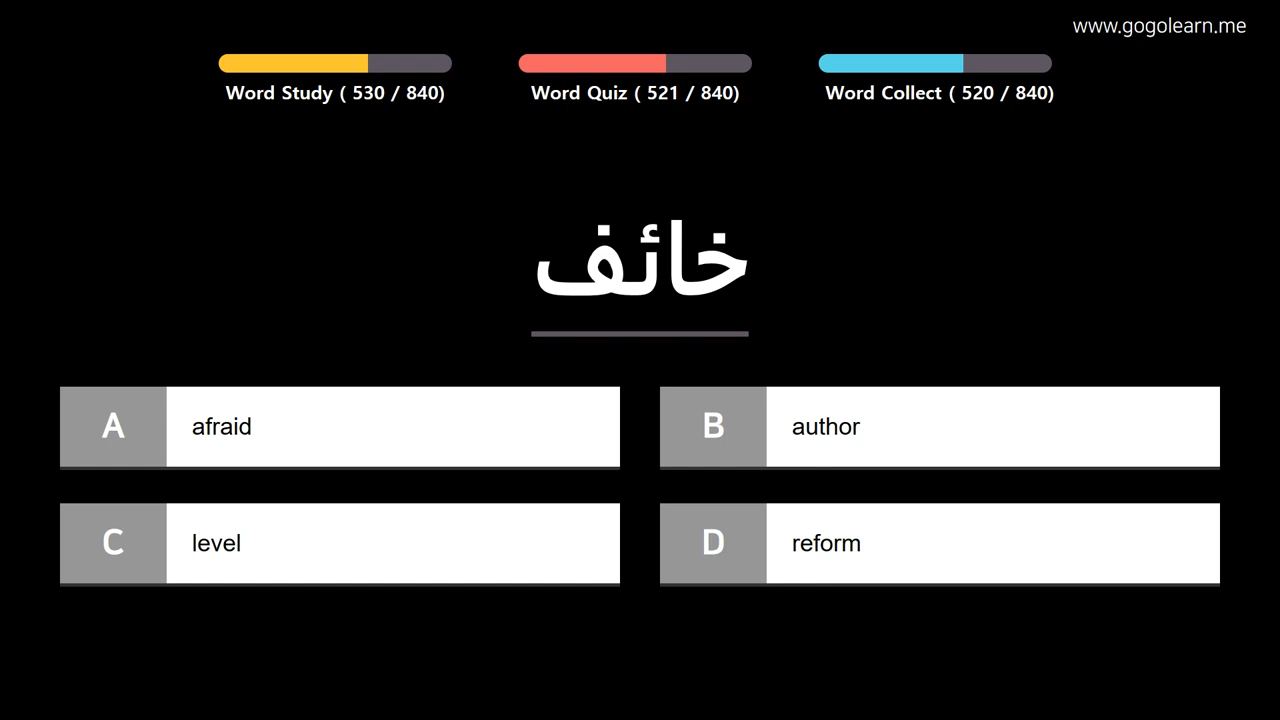 www.gogolearn.me
Word Study ( 530 / 840)
Word Quiz ( 521 / 840)
Word Collect ( 520 / 840)
خائف
A afraid
B author
C level
D reform